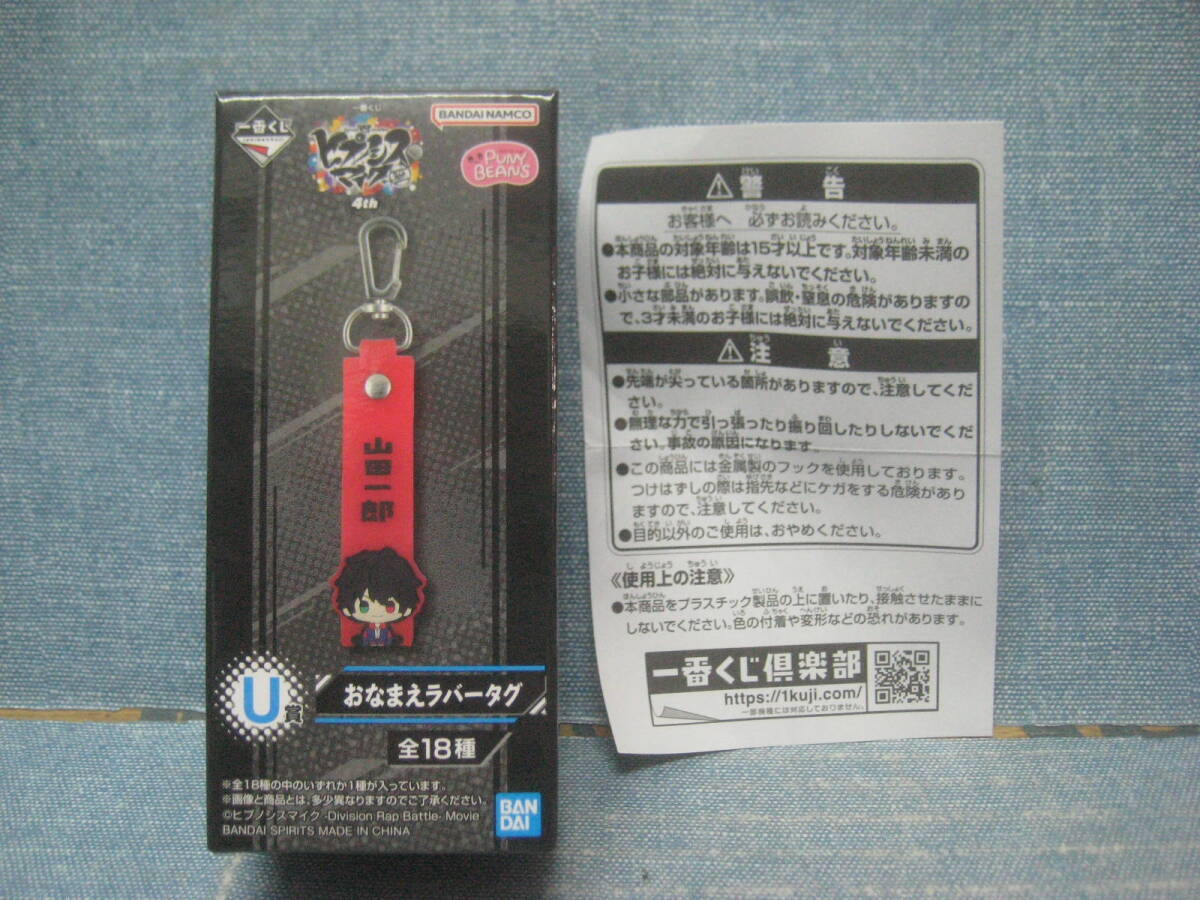 一番くじ
一番くじ
BANDAI NAMCO
ヒプノシスマイク
4th
PUNY BEANS
山田一郎
U賞
おなまえラバータグ
全18種
※全18種の中のいずれか1種が入っています。
※画像と商品とは、多少異なりますのでご了承ください。
©ヒプノシスマイク -Division Rap Battle- Movie
BANDAI SPIRITS MADE IN CHINA
BANDAI
⚠警告
お客様へ 必ずお読みください。
●本商品の対象年齢は15才以上です。対象年齢未満の
お子様には絶対に与えないでください。
●小さな部品があります。誤飲・窒息の危険がありますの
で、3才未満のお子様には絶対に与えないでください。
⚠注意
●先端が尖っている箇所がありますので、注意してくだ
さい。
●無理な力で引っ張ったり振り回したりしないでくだ
さい。事故の原因になります。
●この商品には金属製のフックを使用しております。
つけはずしの際は指先などにケガをする危険があり
ますので、注意してください。
●目的以外のご使用は、おやめください。
《使用上の注意》
●本商品をプラスチック製品の上に置いたり、接触させたままに
しないでください。色の付着や変形などの恐れがあります。
一番くじ倶楽部
https://1kuji.com/
一部機種には対応しておりません。